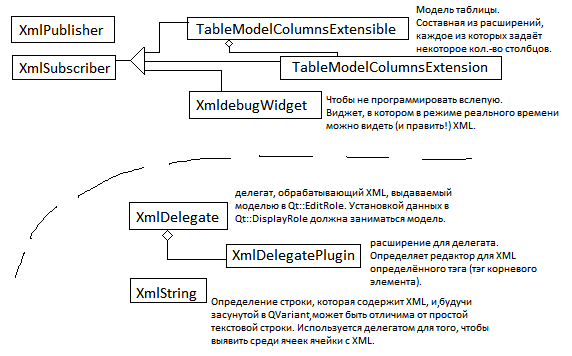 XmlPublisher
TableModelColumnsExtensible
Модель таблицы.
Составная из расширений,
каждое из которых задаёт
некоторое кол.-во столбцов.
XmlSubscriber
TableModelColumnsExtension
XmldebugWidget
Чтобы не программировать вслепую.
Виджет, в котором в режиме реального времени
можно видеть (и править!) XML.
делегат, обрабатывающий XML, выдаваемый
моделью в Qt::EditRole. Установкой данных в
Qt::DisplayRole должна заниматься модель.
XmlDelegate
XmlDelegatePlugin
расширение для делегата.
Определяет редактор для XML
определённого тэга (тэг корневого
элемента).
XmlString
Определение строки, которая содержит XML, и,будучи
засунутой в QVariant,может быть отличима от простой
текстовой строки. Используется делегатом для того, чтобы
выявить среди ячеек ячейки с XML.